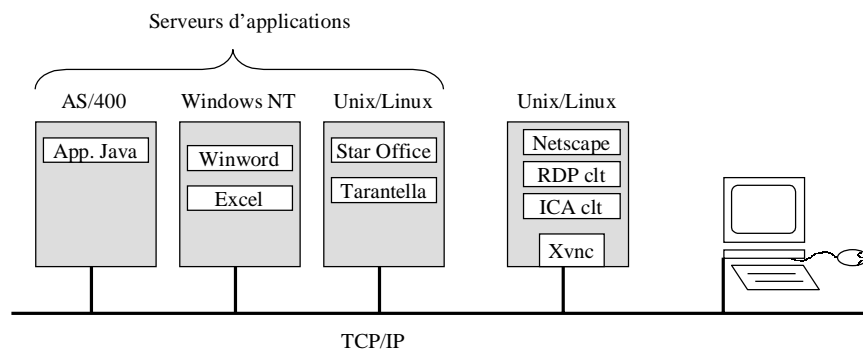 Serveurs d’applications
AS/400
Windows NT
Unix/Linux
Unix/Linux
App. Java
Winword
Excel
Star Office
Tarantella
Netscape
RDP clt
ICA clt
Xvnc
TCP/IP